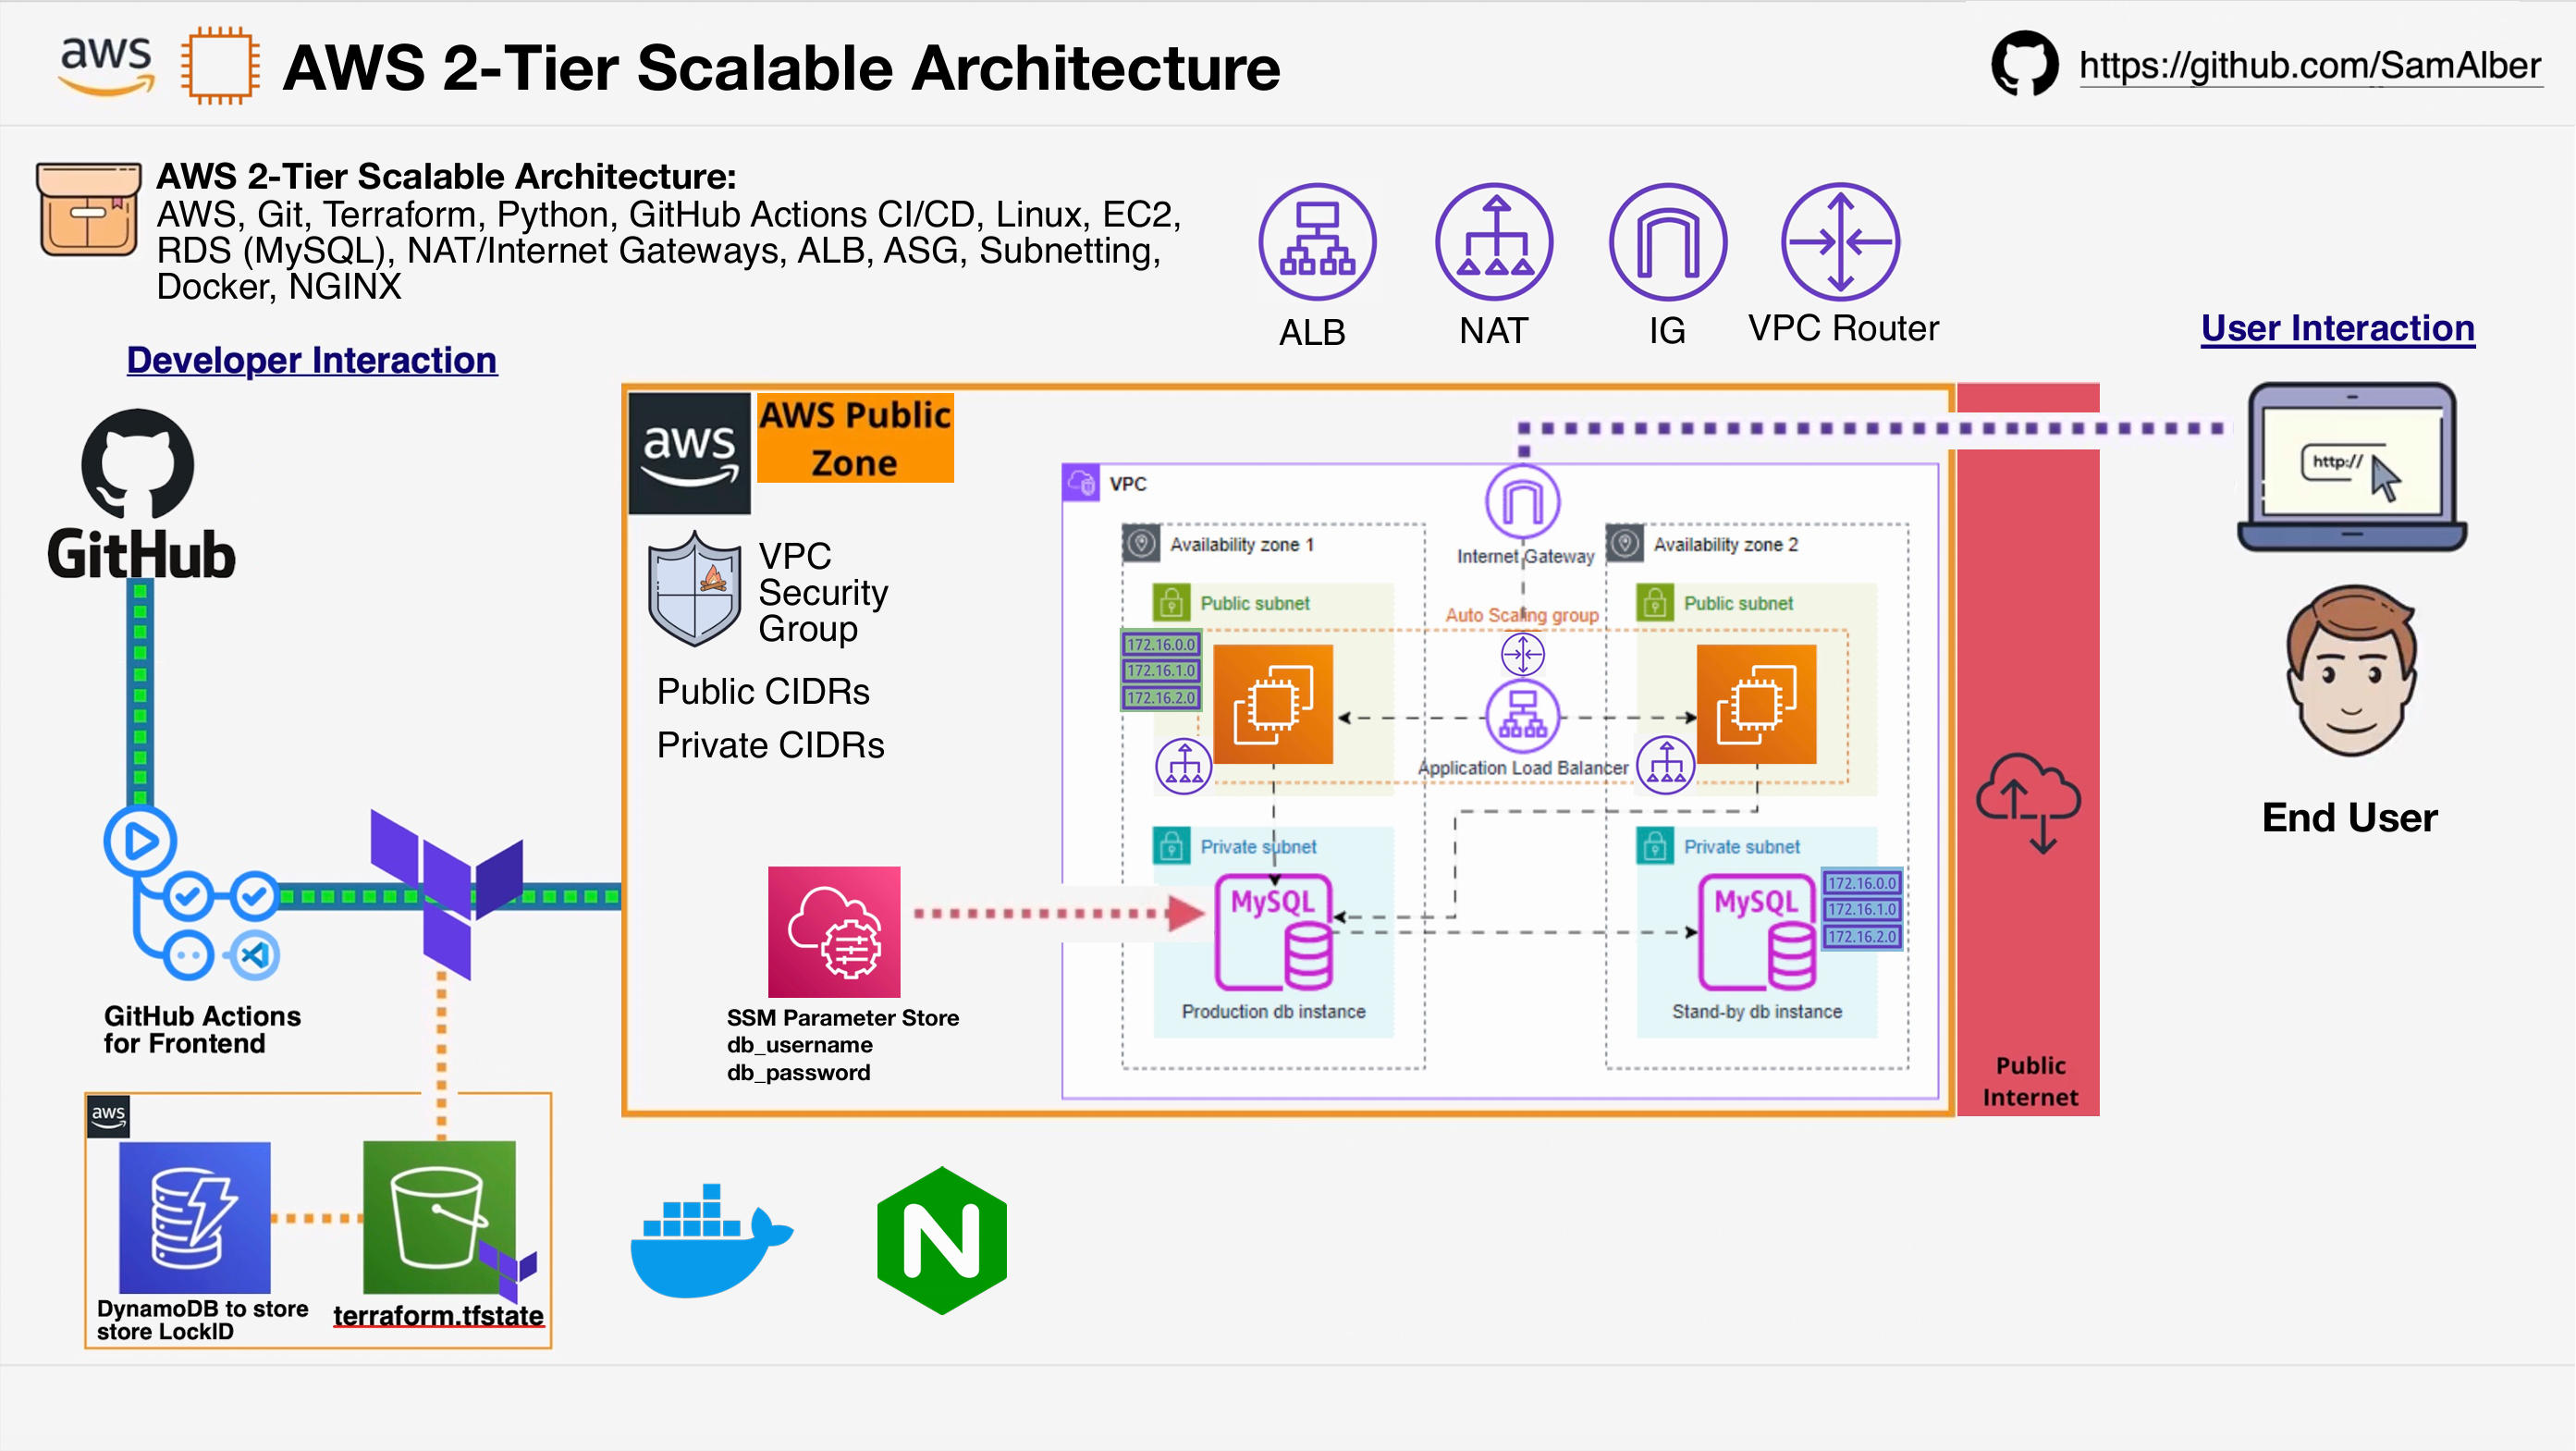 aws
AWS 2-Tier Scalable Architecture
https://github.com/SamAlber
AWS 2-Tier Scalable Architecture:
AWS, Git, Terraform, Python, GitHub Actions CI/CD, Linux, EC2,
RDS (MySQL), NAT/Internet Gateways, ALB, ASG, Subnetting,
Docker, NGINX
ALB
NAT
IG
VPC Router
User Interaction
Developer Interaction
GitHub
aws
AWS Public
Zone
http://
VPC
Availability zone 1
Internet Gateway
Availability zone 2
VPC
Security
Group
Public subnet
Auto Scaling group
Public subnet
172.16.0.0
172.16.1.0
172.16.2.0
Public CIDRs
Private CIDRs
Application Load Balancer
End User
Private subnet
Private subnet
MySQL
MySQL
172.16.0.0
172.16.1.0
172.16.2.0
Production db instance
Stand-by db instance
SSM Parameter Store
db_username
db_password
GitHub Actions
for Frontend
Public
Internet
aws
N
DynamoDB to store
store LockID
terraform.tfstate